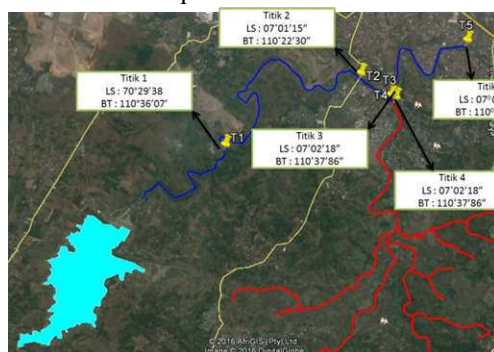 Titik 2
LS : 07°01'15"
BT : 110°22'30"
Titik 1
LS : 70°29'38
BT : 110°36'07'
T5
T2
T3
T4
T1
Titik
LS : 07°
BT : 110°
Titik 3
LS : 07°02'18"
BT : 110°37'86"
Titik 4
LS : 07°02'18"
BT : 110°37'86"
© 2016 AfriGIS (Pty) Ltd.
Image © 2016 DigitalGlobe